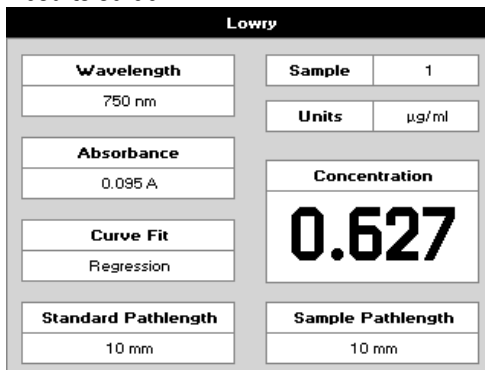 Lowry
Wavelength
750 nm
Absorbance
0.095 A
Curve Fit
Regression
Standard Pathlength
10 mm
Sample 1
Units µg/ml
Concentration
0.627
Sample Pathlength
10 mm